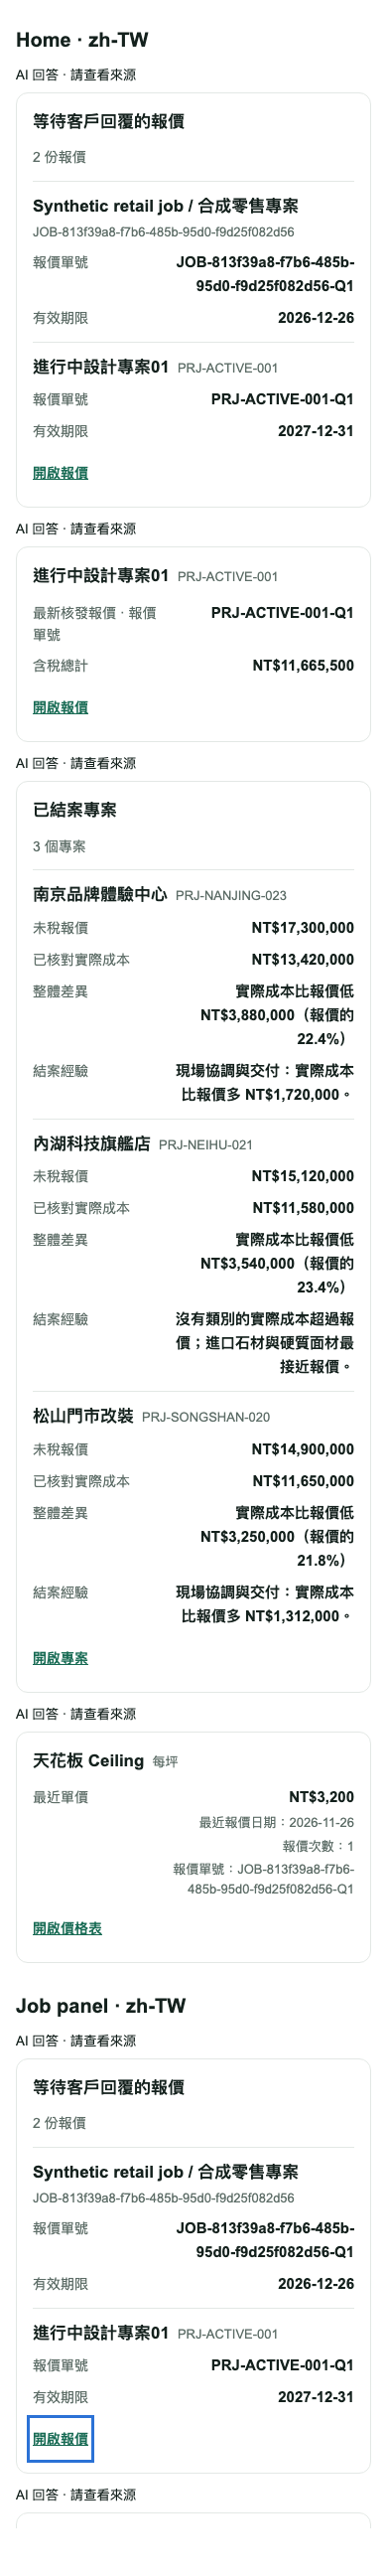 Home · zh-TW
AI 回答 · 請查看來源
等待客戶回覆的報價
2 份報價
Synthetic retail job / 合成零售專案
JOB-813f39a8-f7b6-485b-95d0-f9d25f082d56
報價單號 JOB-813f39a8-f7b6-485b-
95d0-f9d25f082d56-Q1
有效期限 2026-12-26
進行中設計專案01 PRJ-ACTIVE-001
報價單號 PRJ-ACTIVE-001-Q1
有效期限 2027-12-31
開啟報價
AI 回答 · 請查看來源
進行中設計專案01 PRJ-ACTIVE-001
最新核發報價 · 報價 PRJ-ACTIVE-001-Q1
單號
含稅總計 NT$11,665,500
開啟報價
AI 回答 · 請查看來源
已結案專案
3 個專案
南京品牌體驗中心 PRJ-NANJING-023
未稅報價 NT$17,300,000
已核對實際成本 NT$13,420,000
整體差異 實際成本比報價低
NT$3,880,000（報價的
22.4%）
結案經驗 現場協調與交付：實際成本
比報價多 NT$1,720,000。
內湖科技旗艦店 PRJ-NEIHU-021
未稅報價 NT$15,120,000
已核對實際成本 NT$11,580,000
整體差異 實際成本比報價低
NT$3,540,000（報價的
23.4%）
結案經驗 沒有類別的實際成本超過報
價；進口石材與硬質面材最
接近報價。
松山門市改裝 PRJ-SONGSHAN-020
未稅報價 NT$14,900,000
已核對實際成本 NT$11,650,000
整體差異 實際成本比報價低
NT$3,250,000（報價的
21.8%）
結案經驗 現場協調與交付：實際成本
比報價多 NT$1,312,000。
開啟專案
AI 回答 · 請查看來源
天花板 Ceiling 每坪
最近單價 NT$3,200
最近報價日期：2026-11-26
報價次數：1
報價單號：JOB-813f39a8-f7b6-
485b-95d0-f9d25f082d56-Q1
開啟價格表
Job panel · zh-TW
AI 回答 · 請查看來源
等待客戶回覆的報價
2 份報價
Synthetic retail job / 合成零售專案
JOB-813f39a8-f7b6-485b-95d0-f9d25f082d56
報價單號 JOB-813f39a8-f7b6-485b-
95d0-f9d25f082d56-Q1
有效期限 2026-12-26
進行中設計專案01 PRJ-ACTIVE-001
報價單號 PRJ-ACTIVE-001-Q1
有效期限 2027-12-31
開啟報價
AI 回答 · 請查看來源